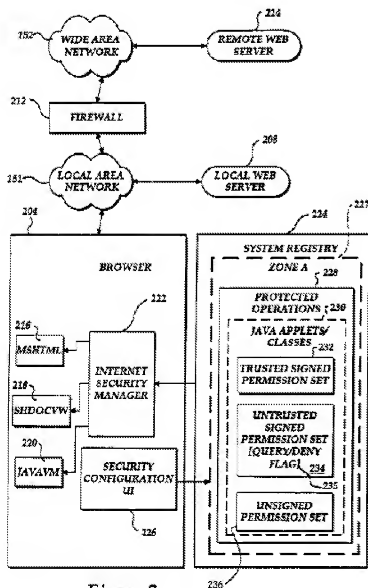 152
WIDE AREA
NETWORK
214
REMOTE WEB
SERVER
212
FIREWALL
208
151
LOCAL AREA
NETWORK
LOCAL WEB
SERVER
204
BROWSER
222
216
MSHTML
218
SHDOCVW
220
JAVAVM
INTERNET
SECURITY
MANAGER
SECURITY
CONFIGURATION
UI
226
224
227
SYSTEM REGISTRY
ZONE A
228
PROTECTED
OPERATIONS
230
JAVA APPLETS/
CLASSES
232
TRUSTED SIGNED
PERMISSION SET
UNTRUSTED
SIGNED
PERMISSION SET
[QUERY/DENY
FLAG]
234
235
UNSIGNED
PERMISSION SET
236